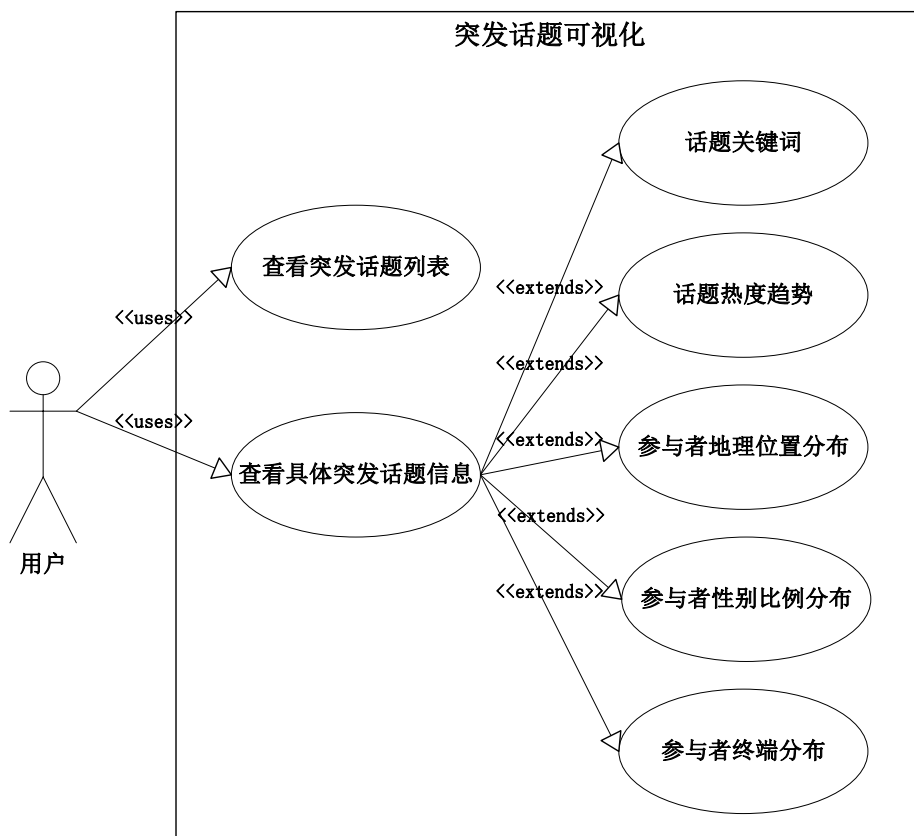 突发话题可视化
话题关键词
查看突发话题列表
<<extends>>
话题热度趋势
<<uses>>
<<extends>>
<<uses>>
<<extends>>
参与者地理位置分布
查看具体突发话题信息
<<extends>>
用户
<<extends>>
参与者性别比例分布
参与者终端分布